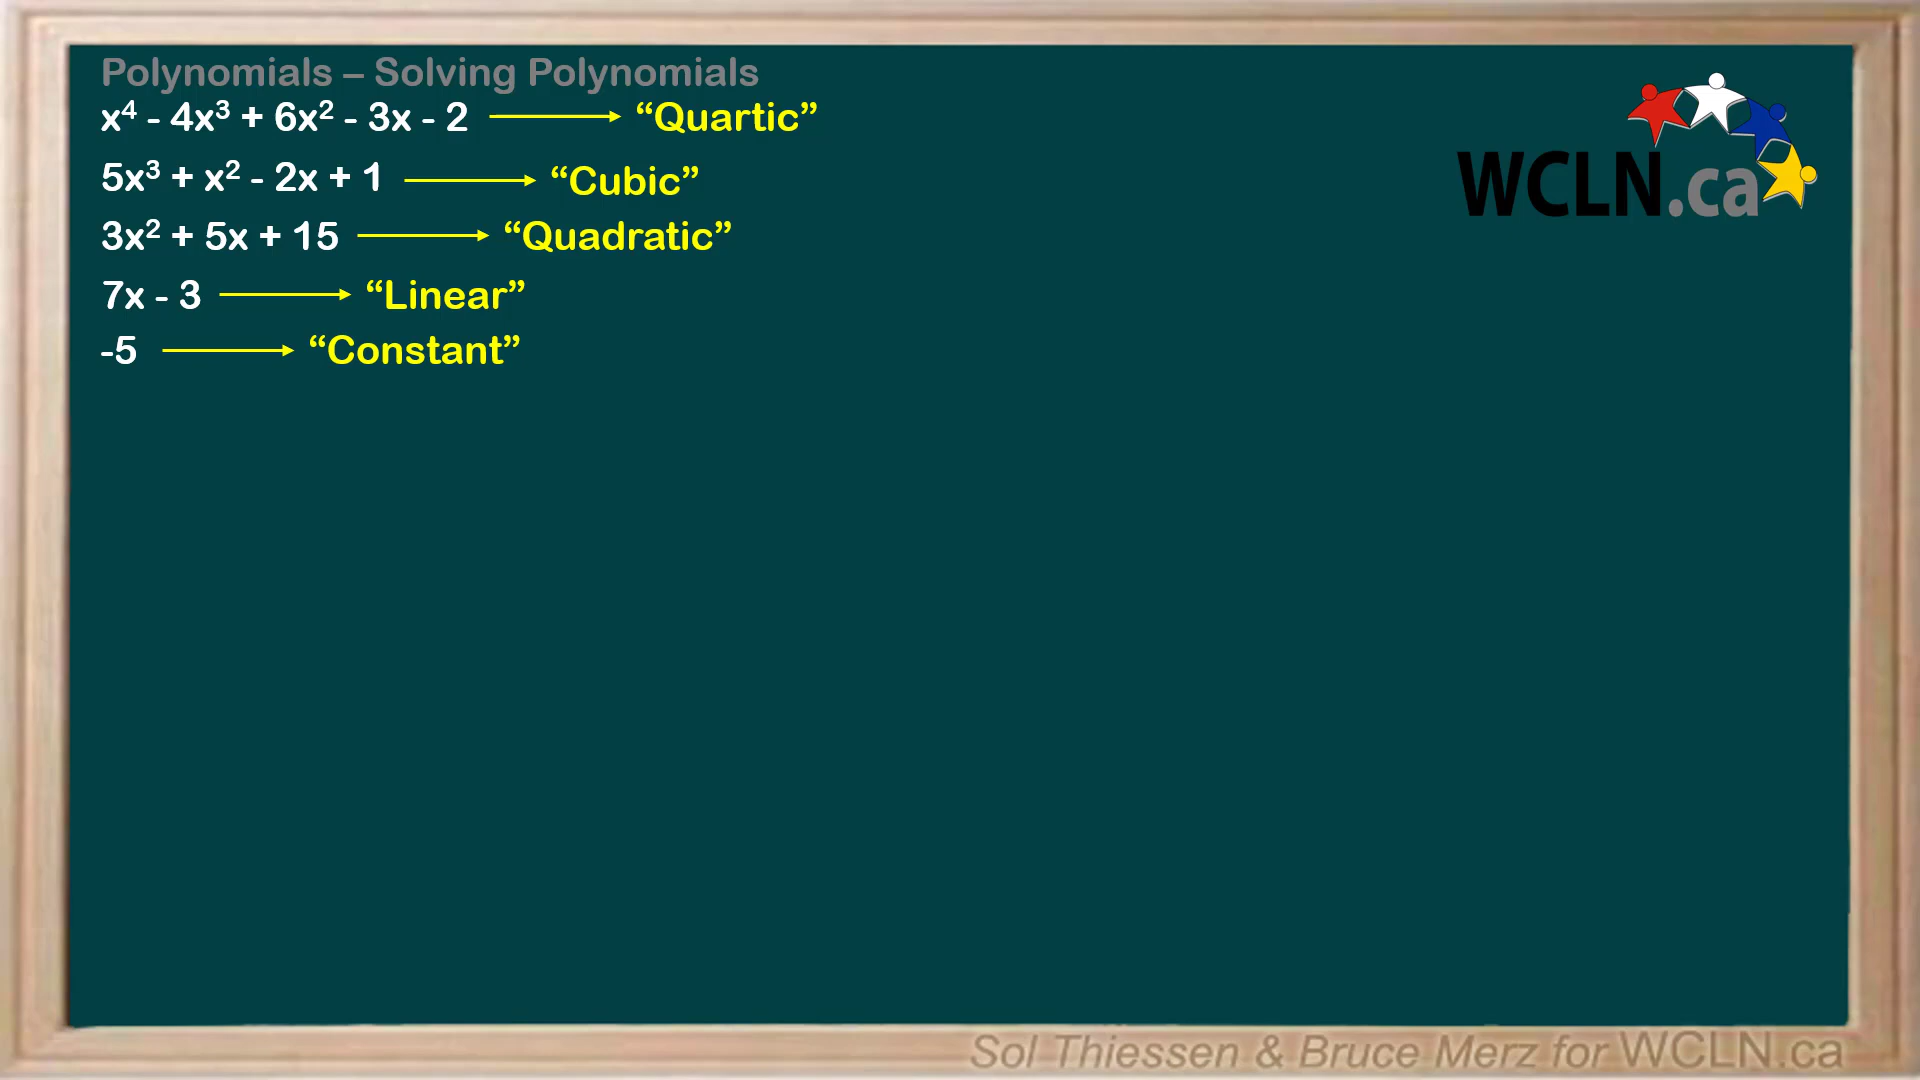 Polynomials – Solving Polynomials
x⁴ - 4x³ + 6x² - 3x - 2 “Quartic”
5x³ + x² - 2x + 1 “Cubic”
3x² + 5x + 15 “Quadratic”
7x - 3 “Linear”
-5 “Constant”
WCLN.ca
Sol Thiessen & Bruce Merz for WCLN.ca